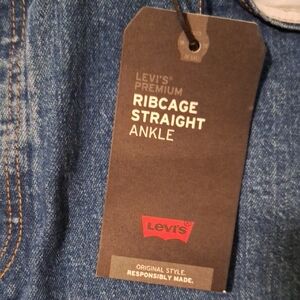 LEVI'S®
PREMIUM
RIBCAGE
STRAIGHT
ANKLE
Levi's
ORIGINAL STYLE.
RESPONSIBLY MADE.